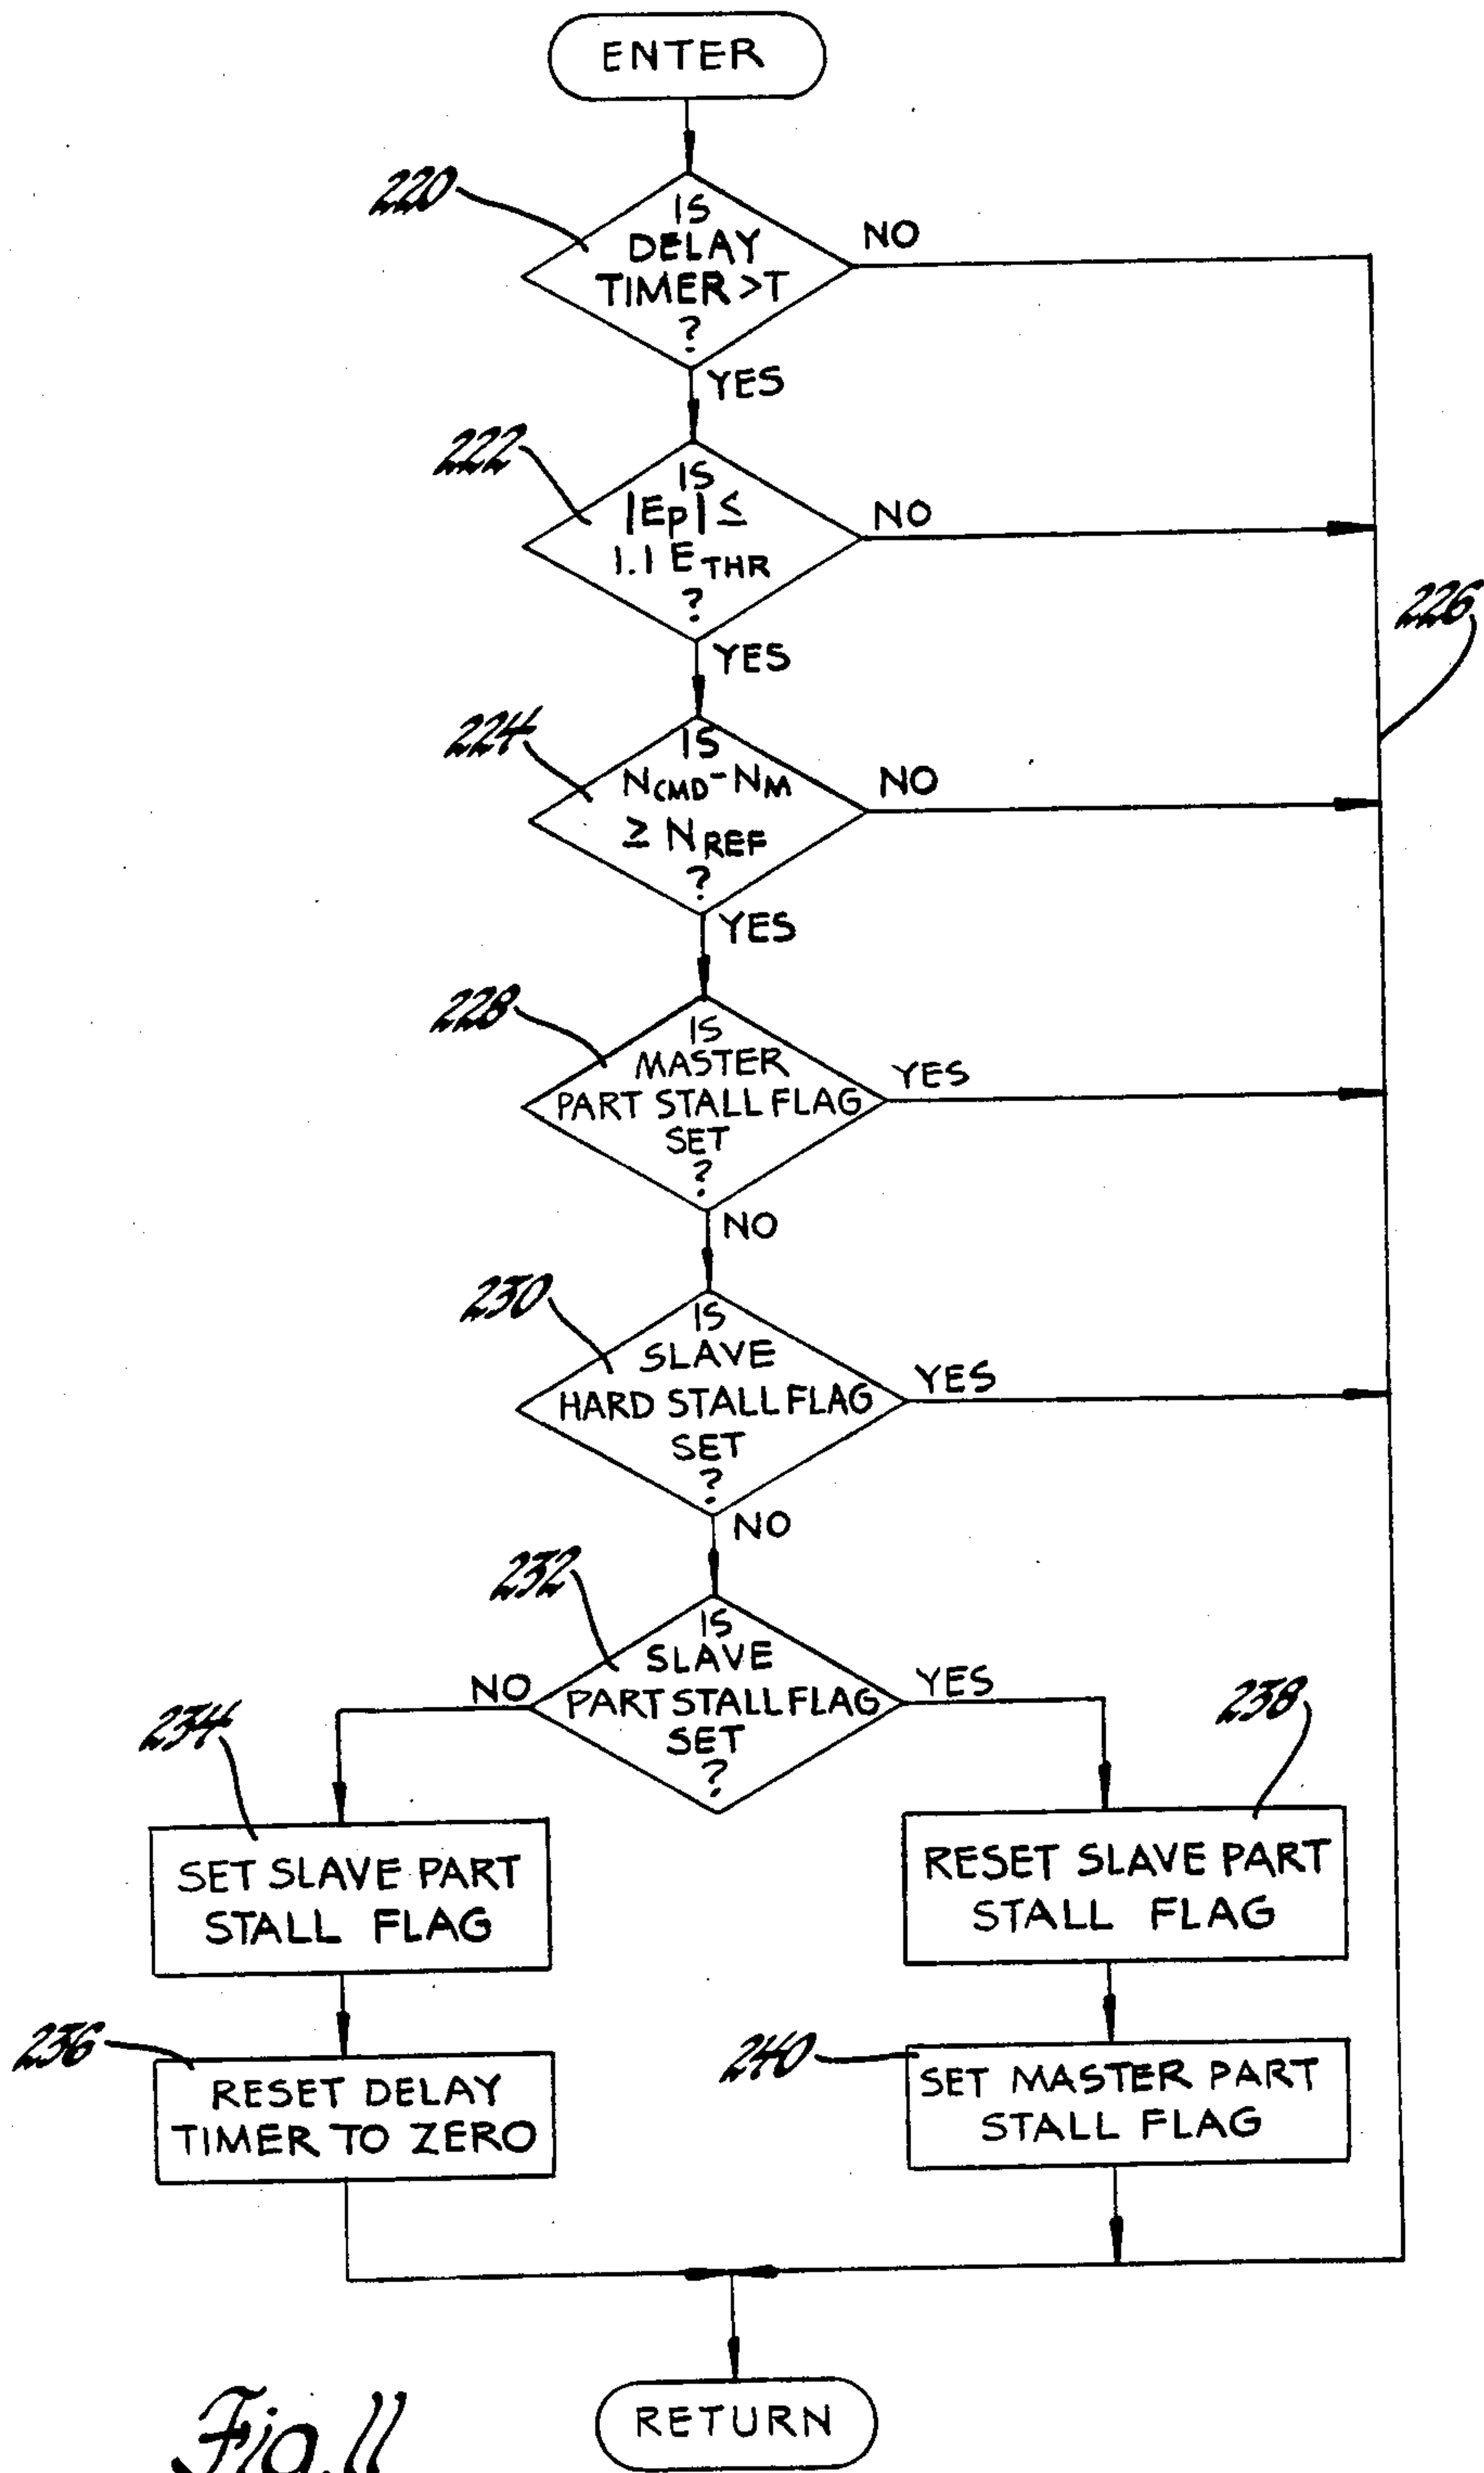 ENTER
220
IS
DELAY
TIMER >T
?
NO
YES
222
IS
|EP| ≤
1.1 ETHR
?
NO
YES
226
224
IS
NCMD-NM
≥ NREF
?
NO
YES
228
IS
MASTER
PART STALL FLAG
SET
?
YES
NO
230
IS
SLAVE
HARD STALL FLAG
SET
?
YES
NO
232
IS
SLAVE
PART STALL FLAG
SET
?
NO
YES
234
SET SLAVE PART
STALL FLAG
238
RESET SLAVE PART
STALL FLAG
236
RESET DELAY
TIMER TO ZERO
240
SET MASTER PART
STALL FLAG
RETURN
Fig. 11